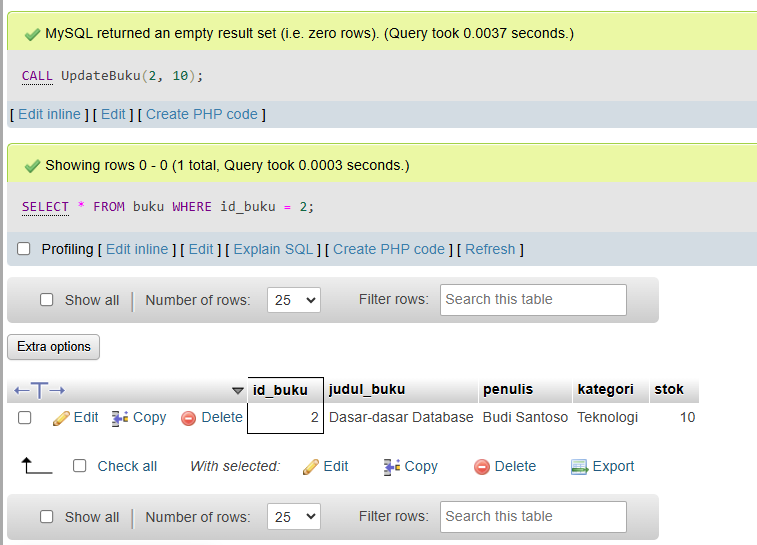 MySQL returned an empty result set (i.e. zero rows). (Query took 0.0037 seconds.)
CALL UpdateBuku(2, 10);
[ Edit inline ] [ Edit ] [ Create PHP code ]
Showing rows 0 - 0 (1 total, Query took 0.0003 seconds.)
SELECT * FROM buku WHERE id_buku = 2;
Profiling [ Edit inline ] [ Edit ] [ Explain SQL ] [ Create PHP code ] [ Refresh ]
Show all | Number of rows: 25 Filter rows: Search this table
Extra options
←T→ id_buku judul_buku penulis kategori stok
Edit Copy Delete 2 Dasar-dasar Database Budi Santoso Teknologi 10
Check all With selected: Edit Copy Delete Export
Show all | Number of rows: 25 Filter rows: Search this table